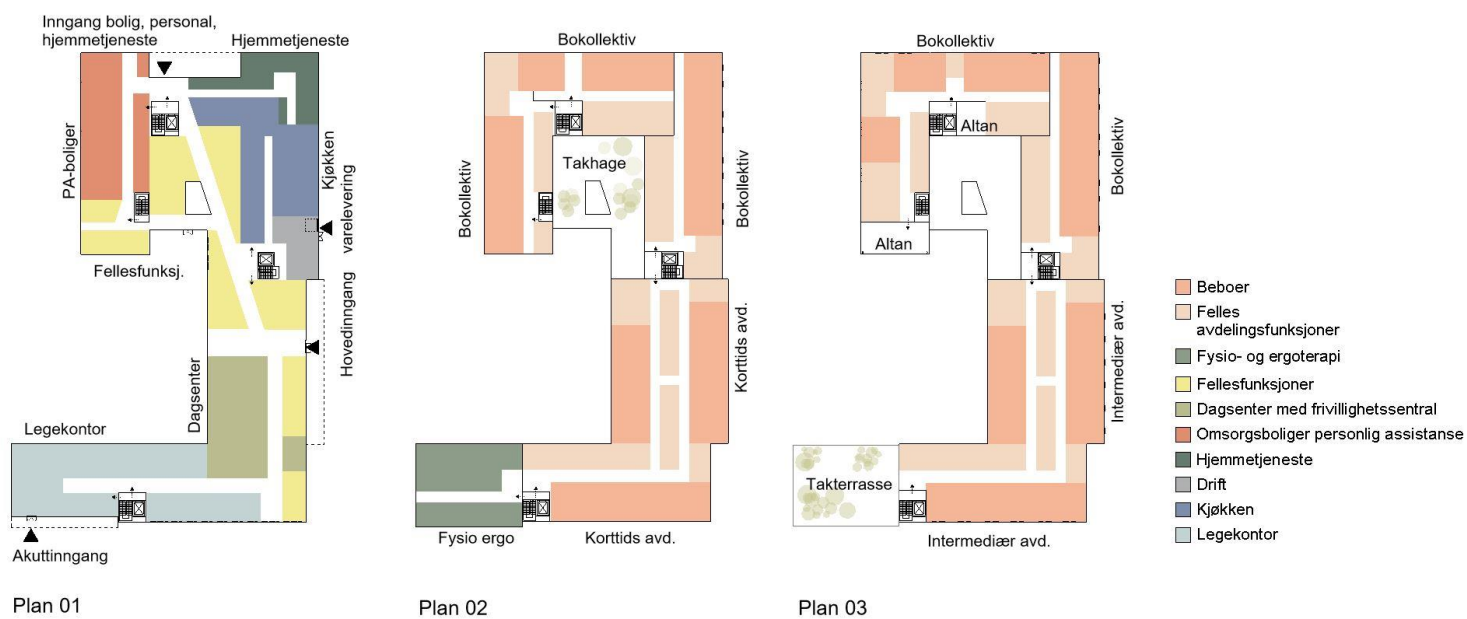 Inngang bolig, personal,
hjemmetjeneste
Hjemmetjeneste
PA-boliger
Kjøkken
varelevering
Fellesfunksj.
Hovedinngang
Dagsenter
Legekontor
Akuttinngang
Plan 01
Bokollektiv
Takhage
Bokollektiv
Bokollektiv
Korttids avd.
Fysio ergo
Korttids avd.
Plan 02
Bokollektiv
Altan
Bokollektiv
Altan
Intermediær avd.
Takterrasse
Intermediær avd.
Plan 03
Beboer
Felles
avdelingsfunksjoner
Fysio- og ergoterapi
Fellesfunksjoner
Dagsenter med frivillighetssentral
Omsorgsboliger personlig assistanse
Hjemmetjeneste
Drift
Kjøkken
Legekontor